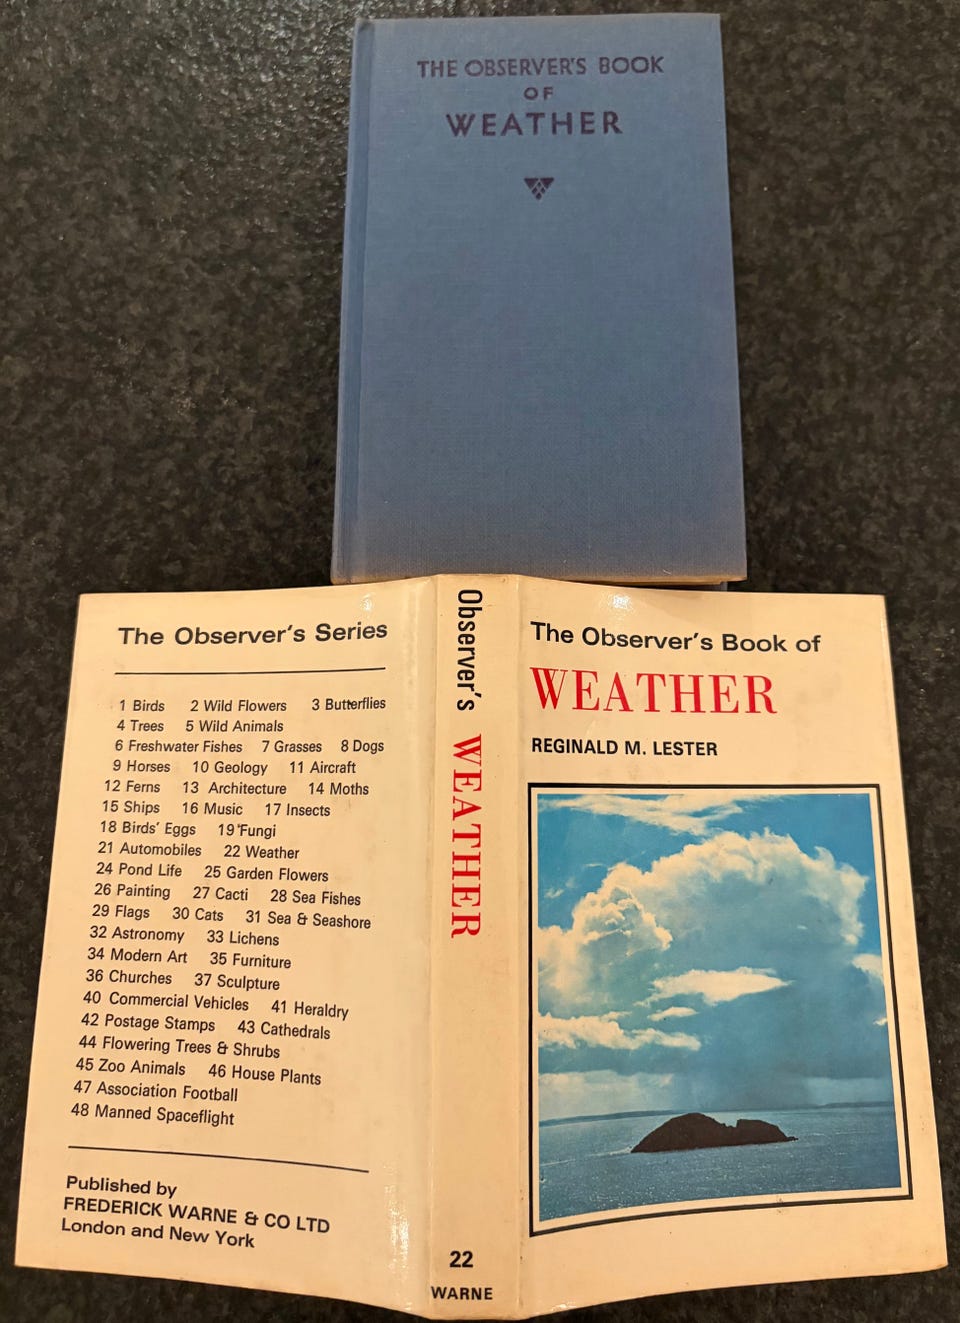 THE OBSERVER'S BOOK
OF
WEATHER
The Observer's Series
1 Birds 2 Wild Flowers 3 Butterflies
4 Trees 5 Wild Animals
6 Freshwater Fishes 7 Grasses 8 Dogs
9 Horses 10 Geology 11 Aircraft
12 Ferns 13 Architecture 14 Moths
15 Ships 16 Music 17 Insects
18 Birds' Eggs 19 Fungi
21 Automobiles 22 Weather
24 Pond Life 25 Garden Flowers
26 Painting 27 Cacti 28 Sea Fishes
29 Flags 30 Cats 31 Sea & Seashore
32 Astronomy 33 Lichens
34 Modern Art 35 Furniture
36 Churches 37 Sculpture
40 Commercial Vehicles 41 Heraldry
42 Postage Stamps 43 Cathedrals
44 Flowering Trees & Shrubs
45 Zoo Animals 46 House Plants
47 Association Football
48 Manned Spaceflight
Published by
FREDERICK WARNE & CO LTD
London and New York
Observer's WEATHER
22
WARNE
The Observer's Book of
WEATHER
REGINALD M. LESTER